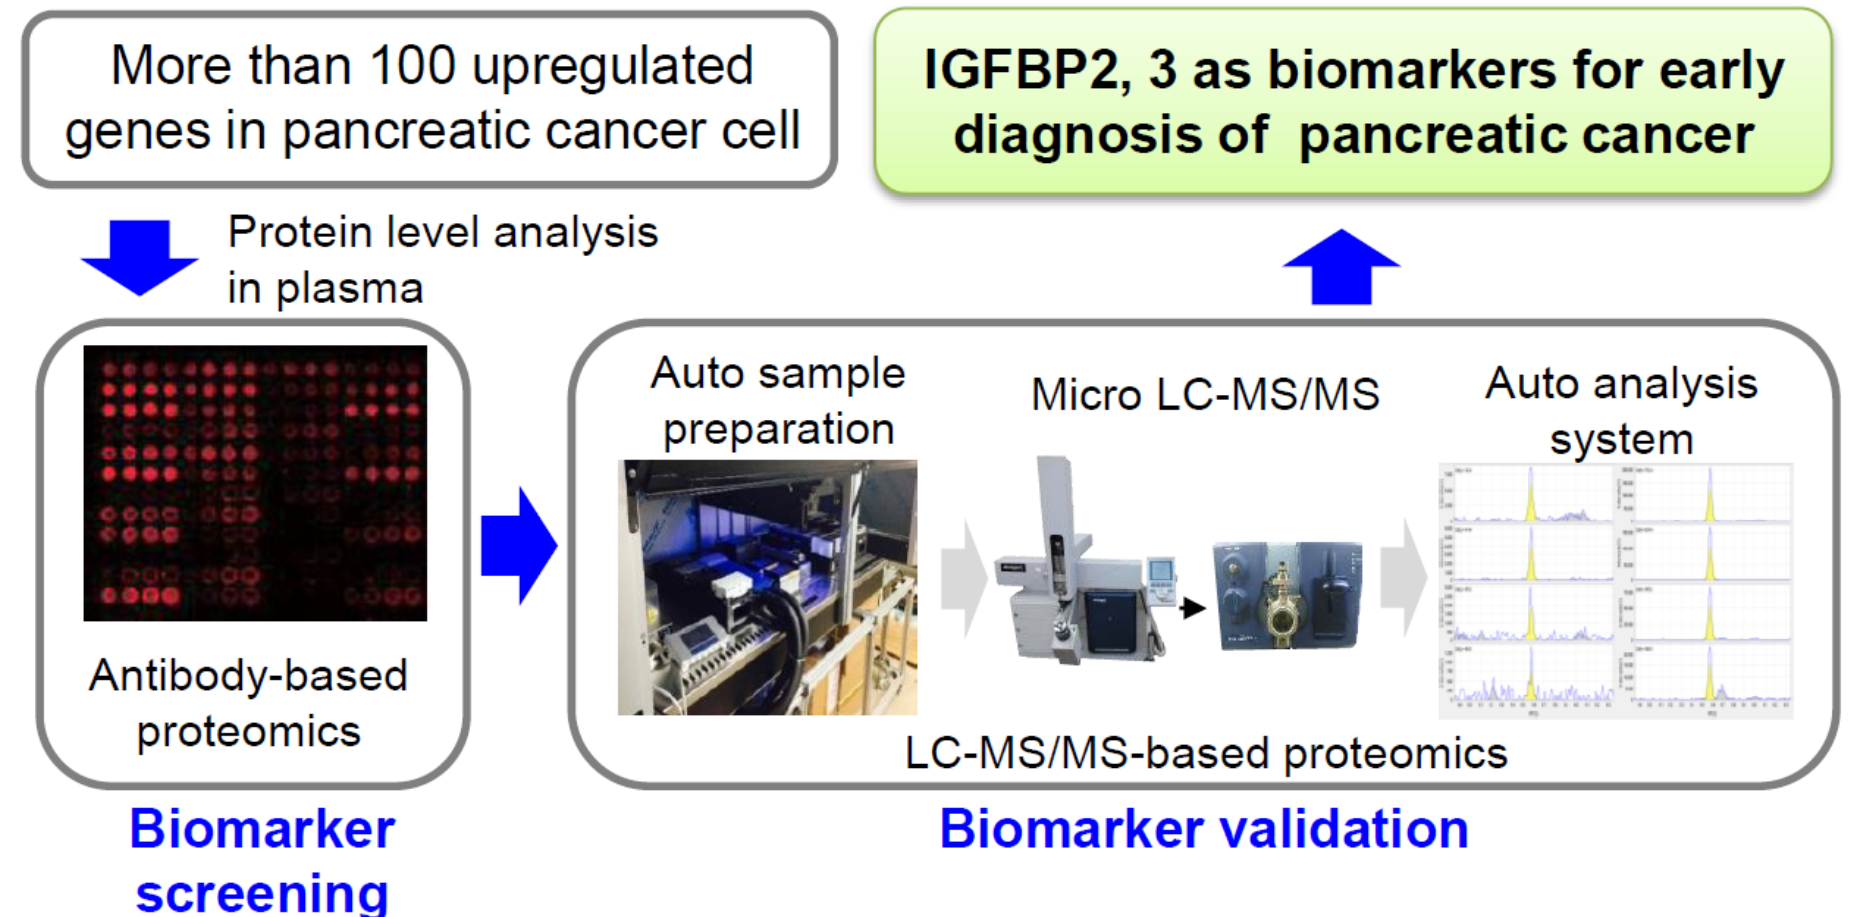 More than 100 upregulated
genes in pancreatic cancer cell
IGFBP2, 3 as biomarkers for early
diagnosis of pancreatic cancer
Protein level analysis
in plasma
Antibody-based
proteomics
Auto sample
preparation
Micro LC-MS/MS
Auto analysis
system
LC-MS/MS-based proteomics
Biomarker
screening
Biomarker validation